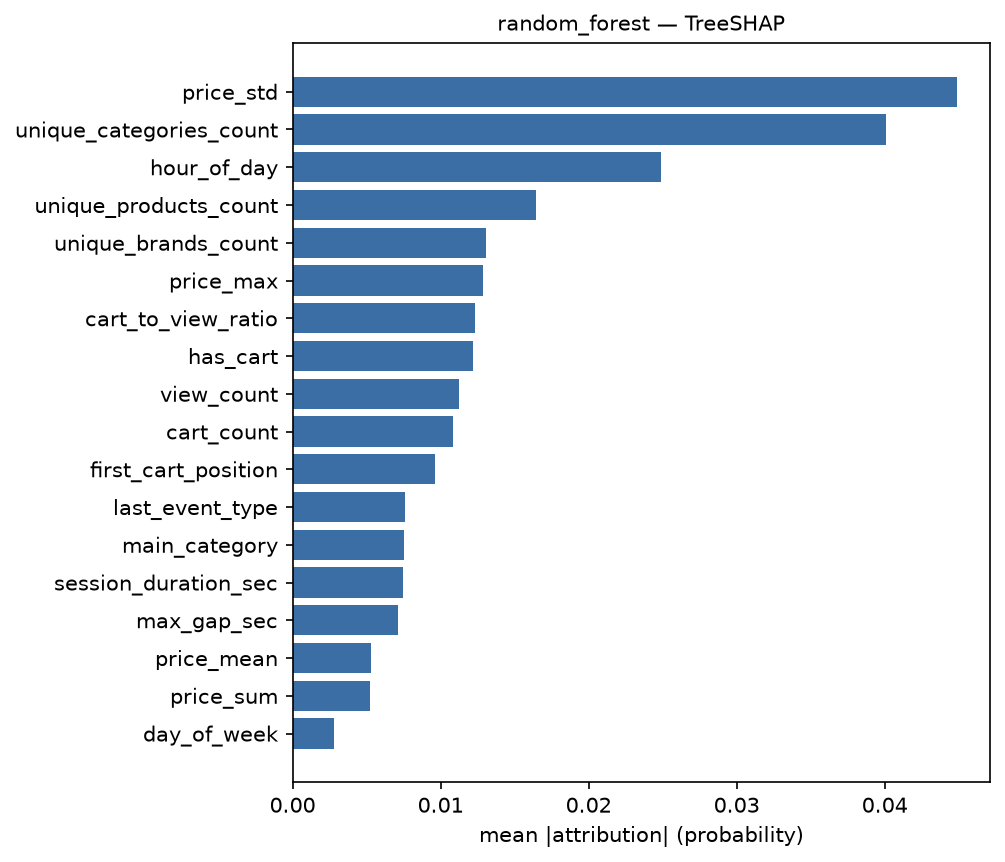 random_forest — TreeSHAP
price_std
unique_categories_count
hour_of_day
unique_products_count
unique_brands_count
price_max
cart_to_view_ratio
has_cart
view_count
cart_count
first_cart_position
last_event_type
main_category
session_duration_sec
max_gap_sec
price_mean
price_sum
day_of_week
0.00 0.01 0.02 0.03 0.04
mean |attribution| (probability)